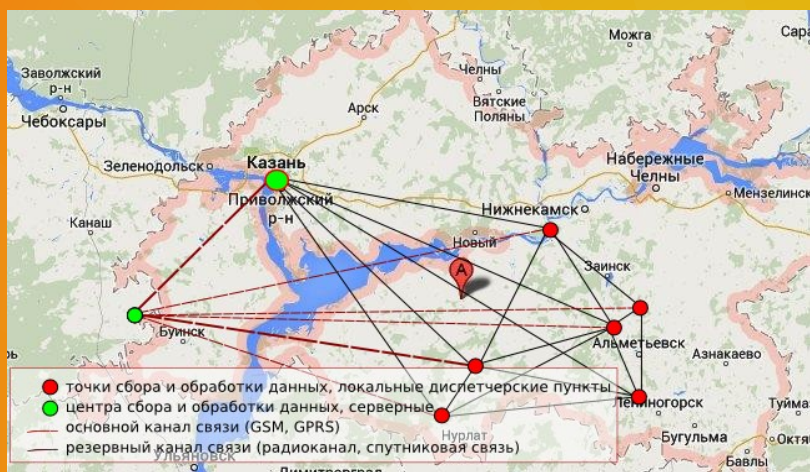 Можга
Сара
Заволжский
р-н
Челны
Вятские
Поляны
Арск
Чебоксары
Казань
Зеленодольск
Набережные
Челны
Приволжский
р-н
Мензелинск
Нижнекамск
Канаш
Новый
A
Заинск
Буинск
рь
Альметьевск
Азнакаево
точки сбора и обработки данных, локальные диспетчерские пункты
центра сбора и обработки данных, серверные
основной канал связи (GSM, GPRS)
резервный канал связи (радиоканал, спутниковая связь)
Лениногорск
Туйма
Нурлат
Бугульма
Октя
Ульяновск
Бавлы
Димитровград